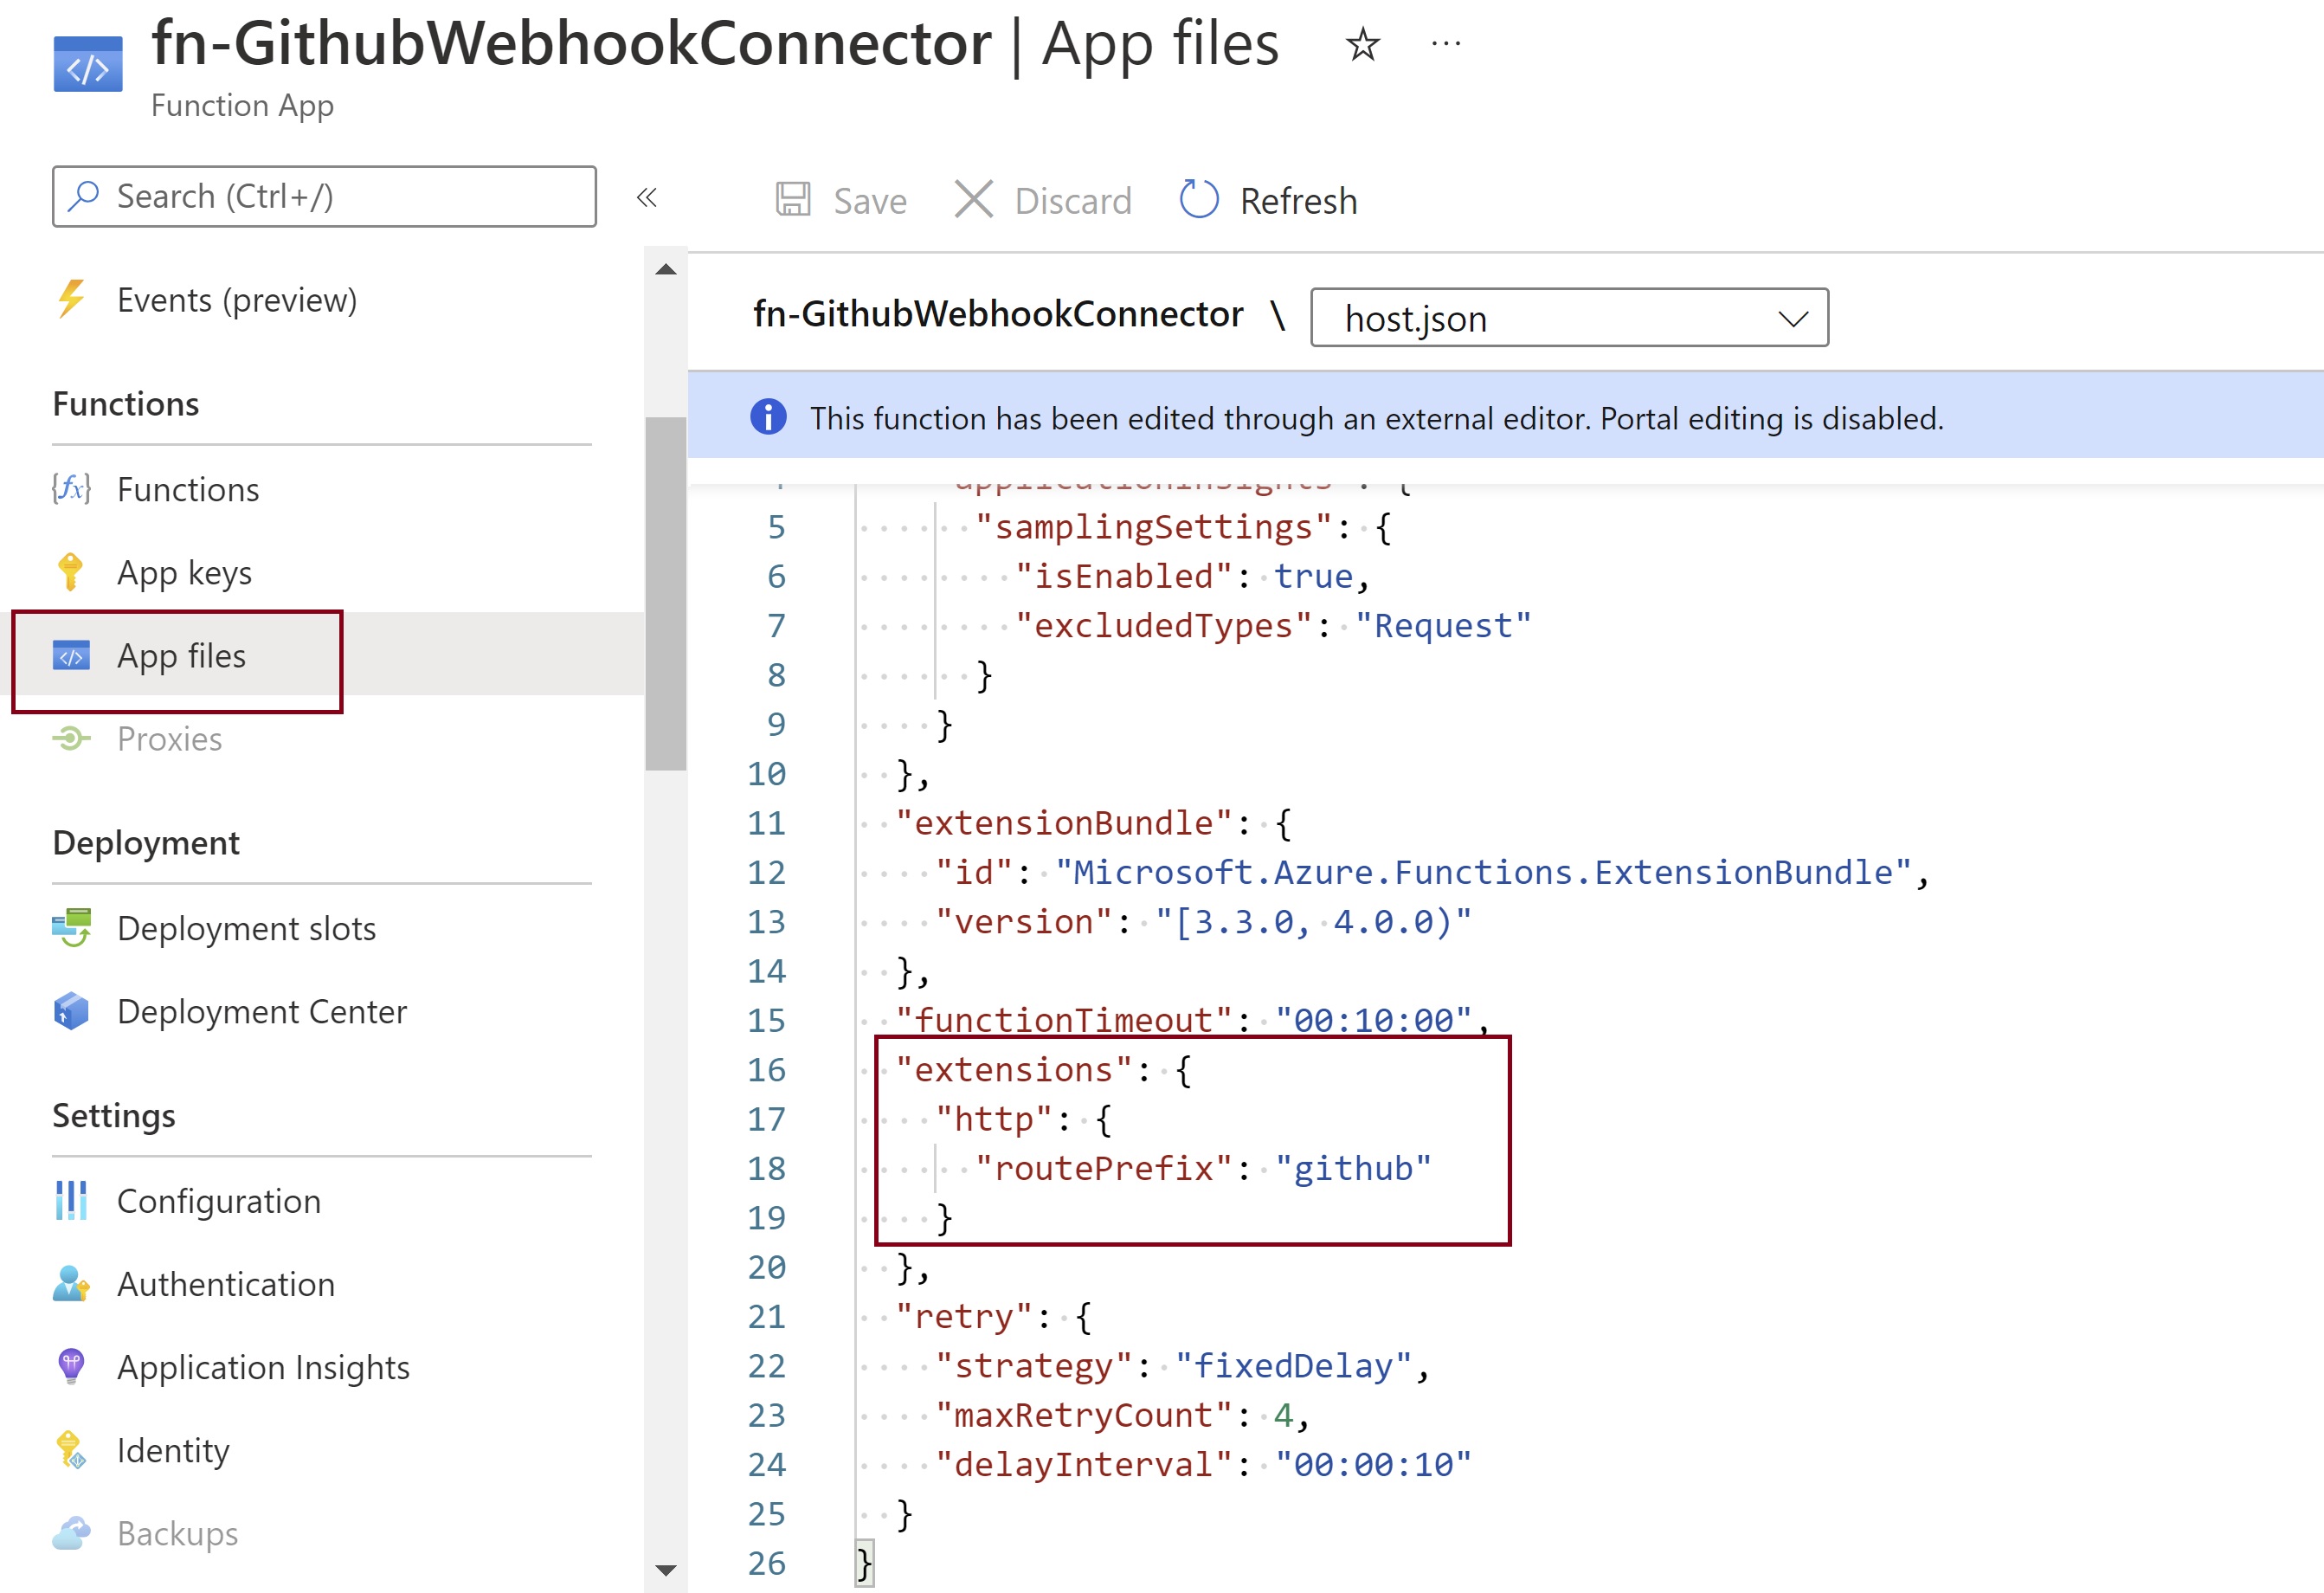 fn-GithubWebhookConnector | App files
Function App
Search (Ctrl+/)
Save
Discard
Refresh
Events (preview)
Functions
Functions
App keys
App files
Proxies
Deployment
Deployment slots
Deployment Center
Settings
Configuration
Authentication
Application Insights
Identity
Backups
fn-GithubWebhookConnector \ host.json
This function has been edited through an external editor. Portal editing is disabled.
5 "samplingSettings": {
6 "isEnabled": true,
7 "excludedTypes": "Request"
8 }
9 }
10 },
11 "extensionBundle": {
12 "id": "Microsoft.Azure.Functions.ExtensionBundle",
13 "version": "[3.3.0, 4.0.0)"
14 },
15 "functionTimeout": "00:10:00",
16 "extensions": {
17 "http": {
18 "routePrefix": "github"
19 }
20 },
21 "retry": {
22 "strategy": "fixedDelay",
23 "maxRetryCount": 4,
24 "delayInterval": "00:00:10"
25 }
26 }